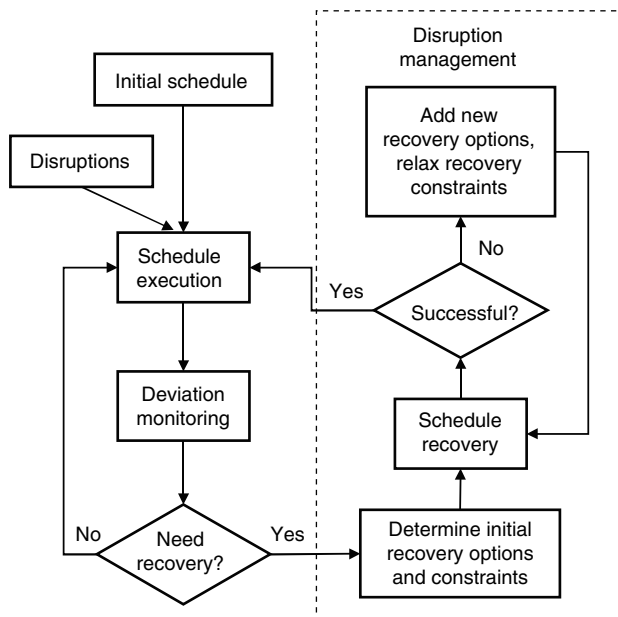 Disruption
management
Initial schedule
Add new
recovery options,
relax recovery
constraints
Disruptions
Schedule
execution
No
Yes
Successful?
Deviation
monitoring
Schedule
recovery
No
Need
recovery?
Yes
Determine initial
recovery options
and constraints